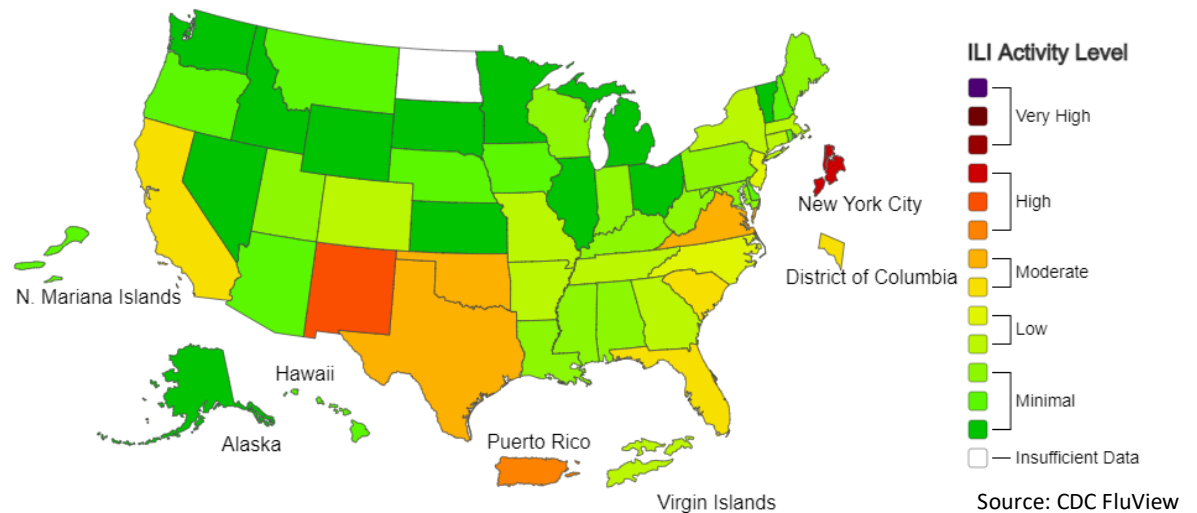 ILI Activity Level
Very High
High
Moderate
Low
Minimal
Insufficient Data
New York City
District of Columbia
N. Mariana Islands
Hawaii
Alaska
Puerto Rico
Virgin Islands
Source: CDC FluView